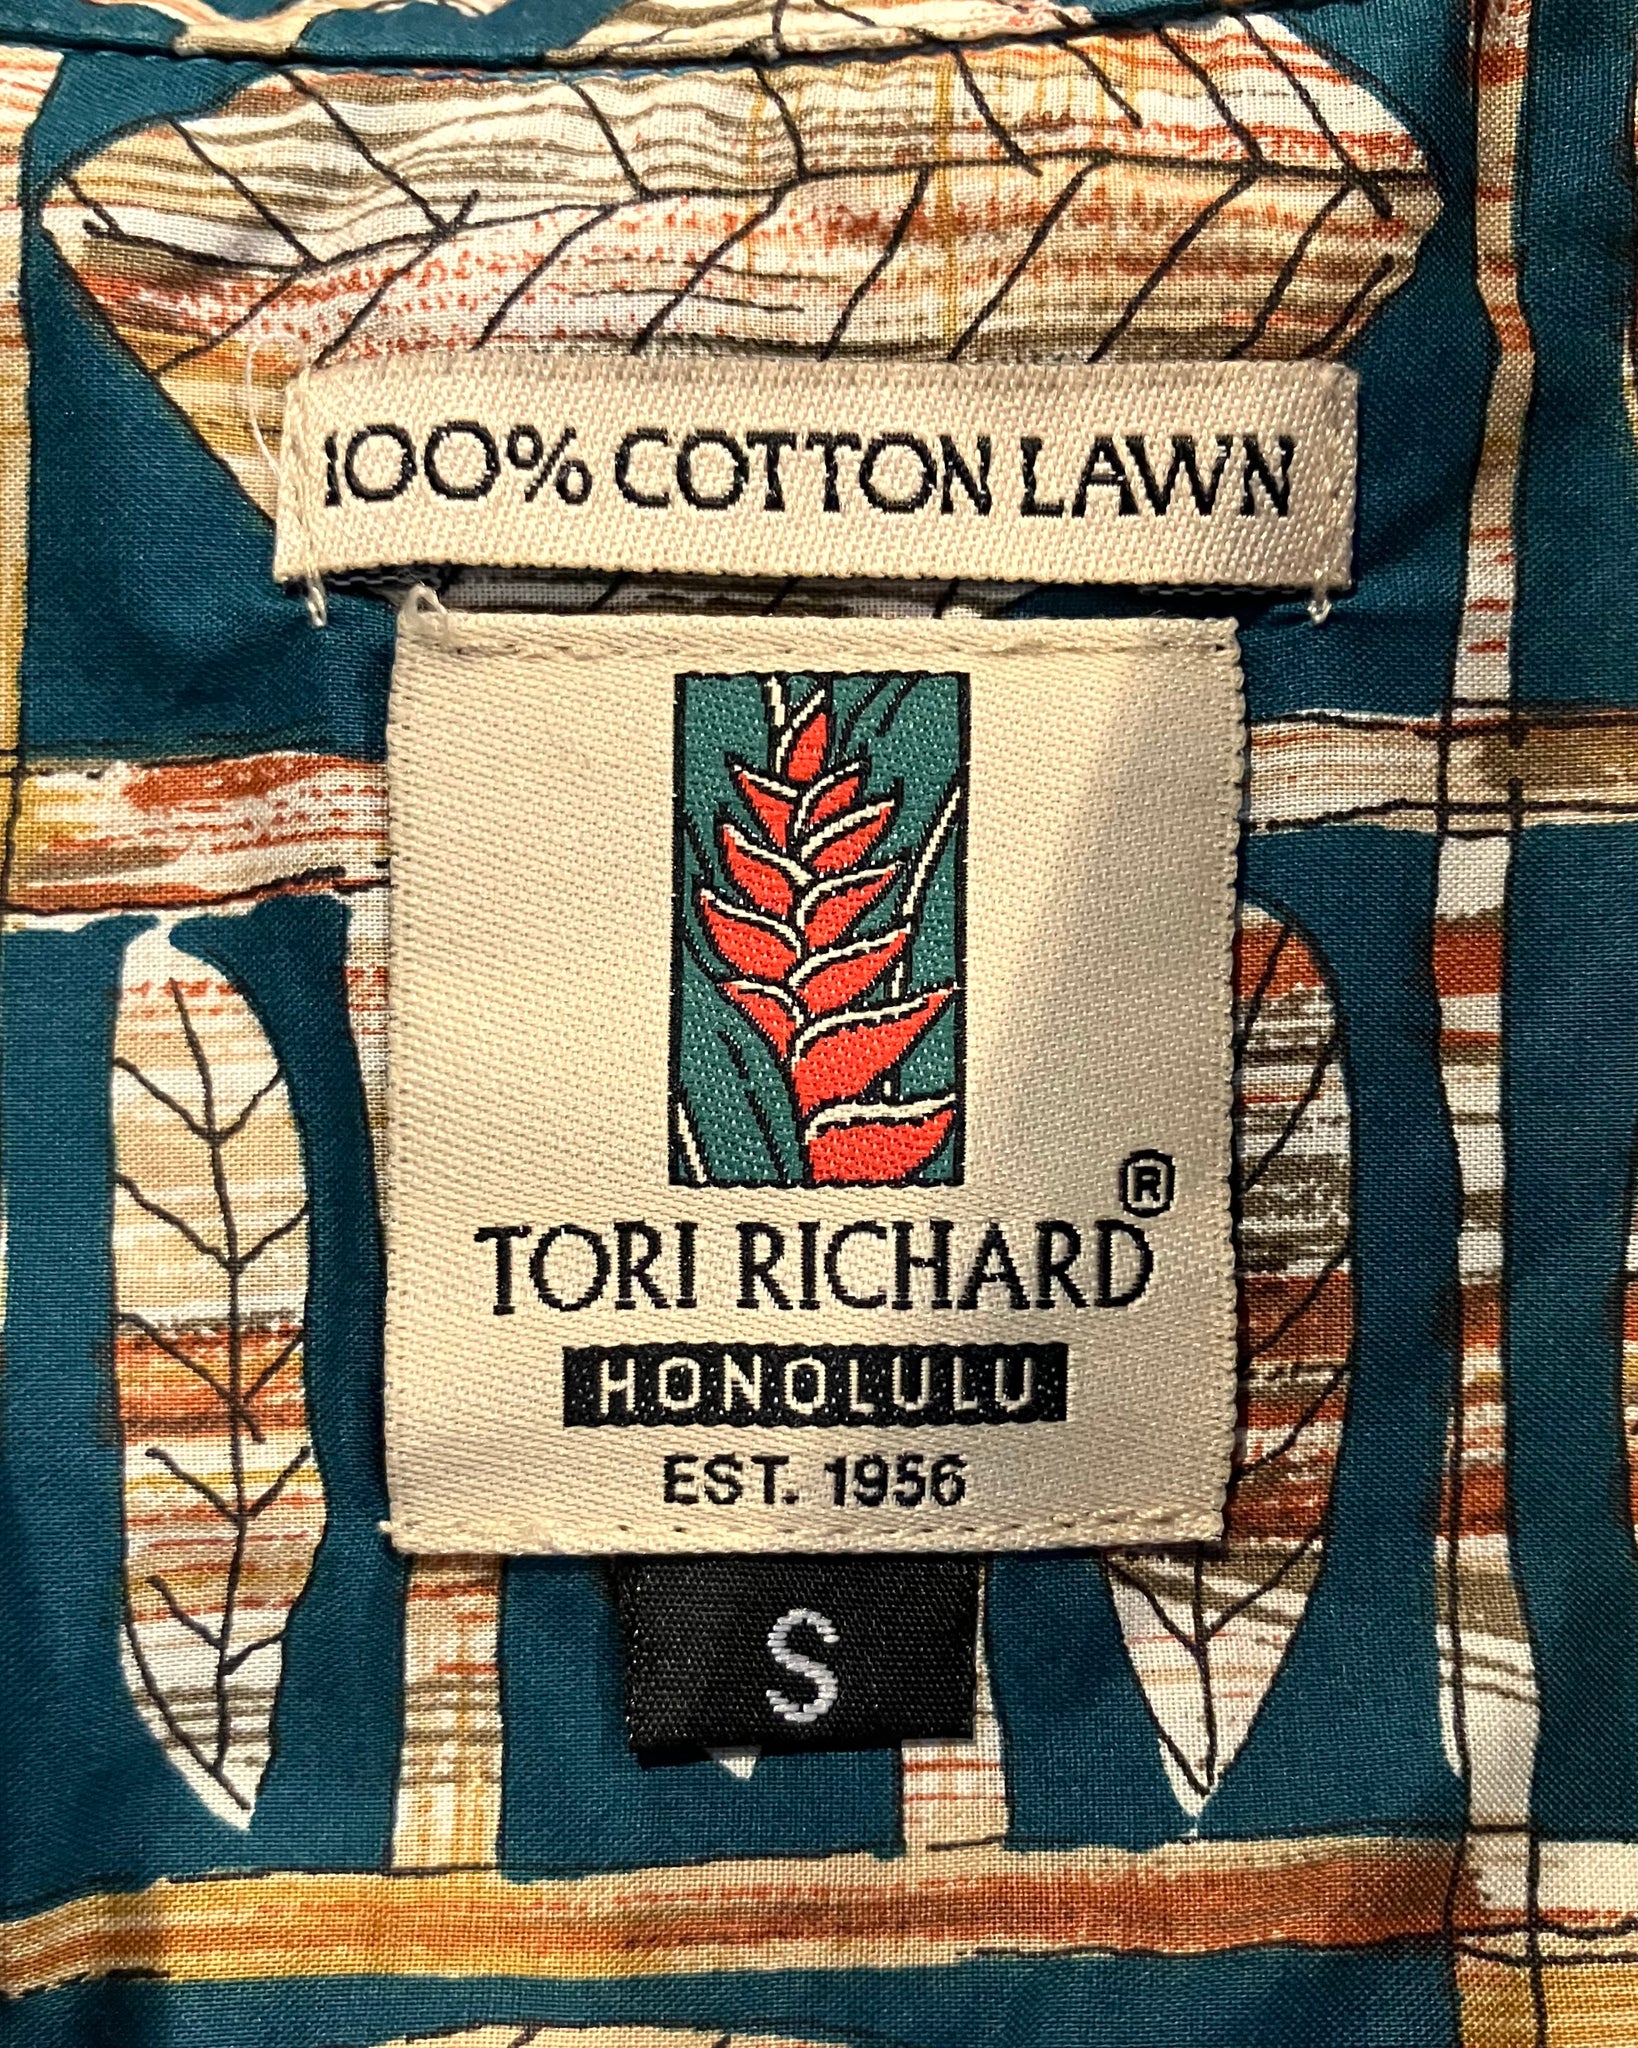 100% COTTON LAWN
®
TORI RICHARD
HONOLULU
EST. 1956
S